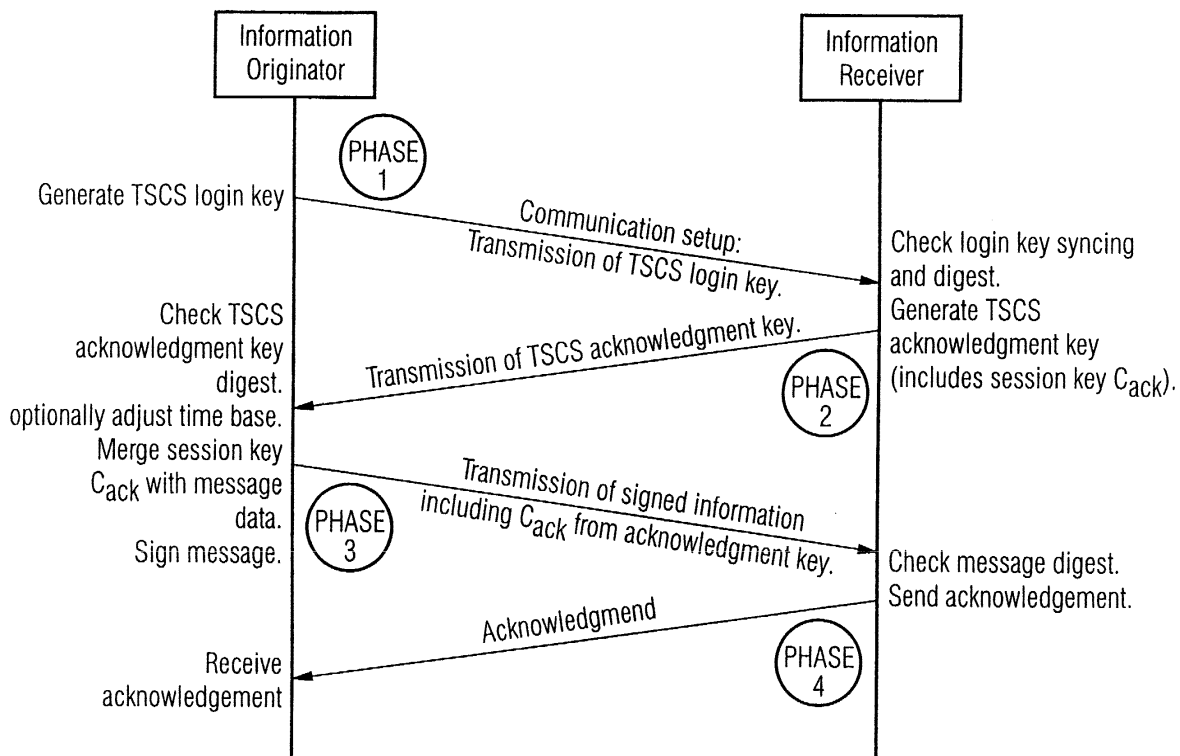 Information
Originator
Information
Receiver
PHASE
1
Generate TSCS login key
Communication setup:
Transmission of TSCS login key.
Check login key syncing
and digest.
Generate TSCS
acknowledgment key
(includes session key Cack).
Transmission of TSCS acknowledgment key.
PHASE
2
Check TSCS
acknowledgment key
digest.
optionally adjust time base.
Merge session key
Cack with message
data.
Sign message.
PHASE
3
Transmission of signed information
including Cack from acknowledgment key.
Check message digest.
Send acknowledgement.
Acknowledgmend
PHASE
4
Receive
acknowledgement